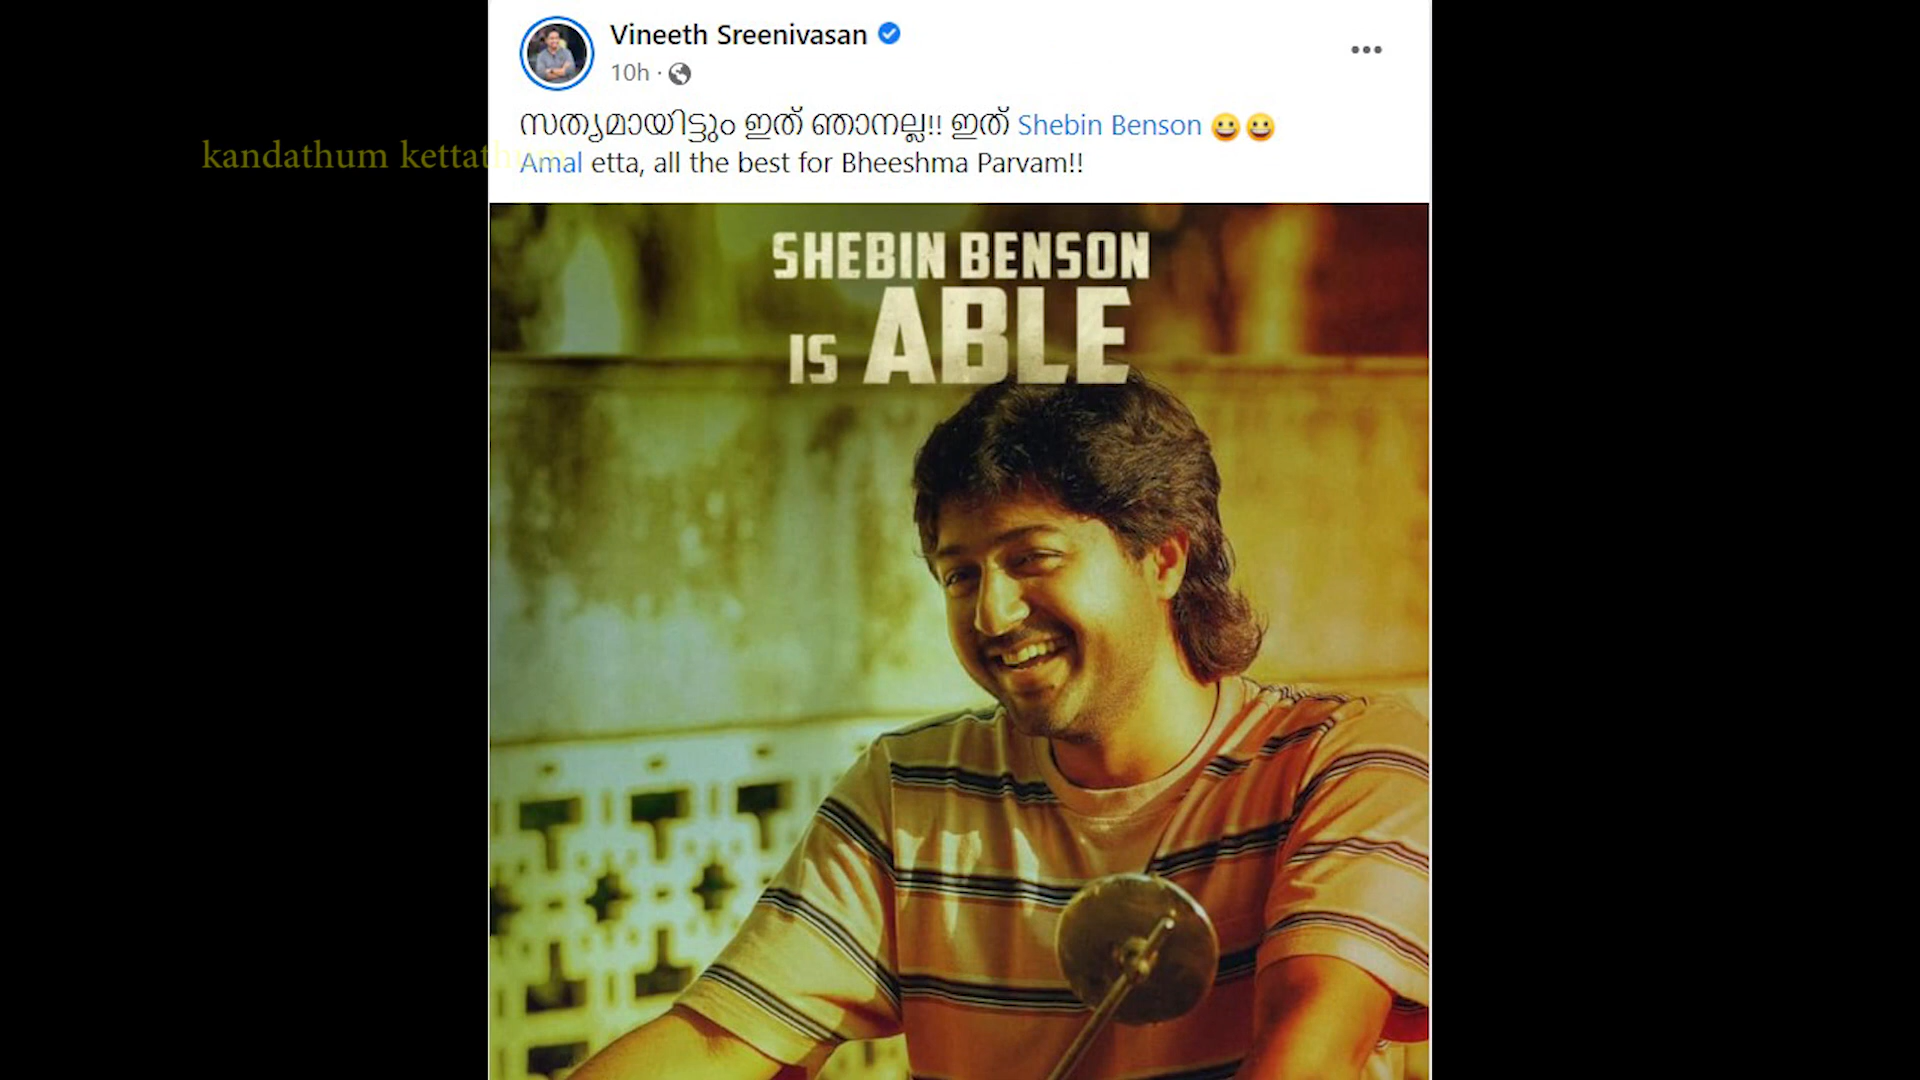 Vineeth Sreenivasan
10h
സത്യമായിട്ടും ഇത് ഞാനല്ല!! ഇത് Shebin Benson 😀😀
Amal etta, all the best for Bheeshma Parvam!!
kandathum kettathum
SHEBIN BENSON
IS ABLE